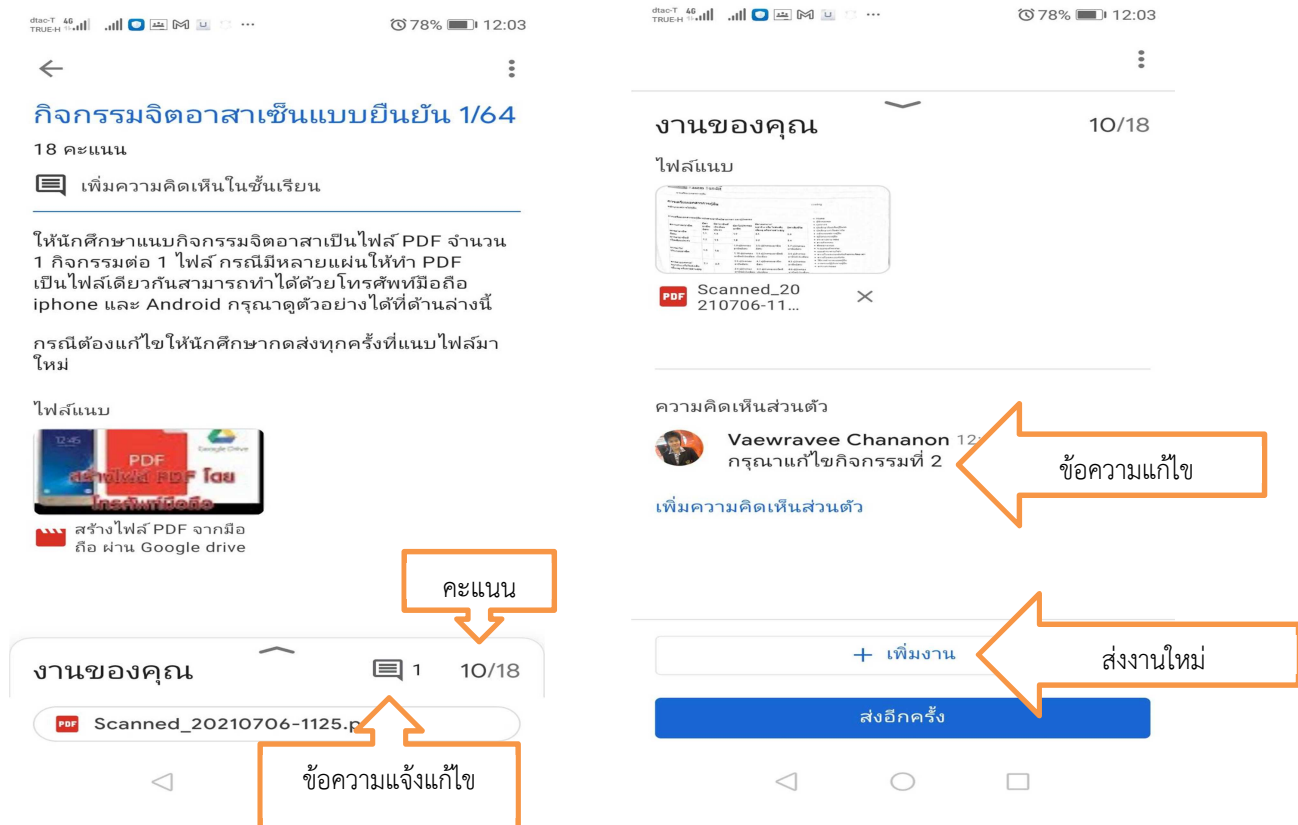 dtac-T 4G
TRUE-H
78% 12:03
กิจกรรมจิตอาสาเซ็นแบบยืนยัน 1/64
18 คะแนน
เพิ่มความคิดเห็นในชั้นเรียน
ให้นักศึกษาแนบกิจกรรมจิตอาสาเป็นไฟล์ PDF จำนวน
1 กิจกรรมต่อ 1 ไฟล์ กรณีมีหลายแผ่นให้ทำ PDF
เป็นไฟล์เดียวกันสามารถทำได้ด้วยโทรศัพท์มือถือ
iphone และ Android กรุณาดูตัวอย่างได้ที่ด้านล่างนี้
กรณีต้องแก้ไขให้นักศึกษากดส่งทุกครั้งที่แนบไฟล์มา
ใหม่
ไฟล์แนบ
12:45
Google Drive
PDF
สร้างไฟล์ PDF โดย
โทรศัพท์มือถือ
สร้างไฟล์ PDF จากมือ
ถือ ผ่าน Google drive
คะแนน
งานของคุณ
1
10/18
PDF Scanned_20210706-1125.p
ข้อความแจ้งแก้ไข
dtac-T 4G
TRUE-H
78% 12:03
งานของคุณ
10/18
ไฟล์แนบ
PDF Scanned_20
210706-11...
ความคิดเห็นส่วนตัว
Vaewravee Chananon 12
กรุณาแก้ไขกิจกรรมที่ 2
ข้อความแก้ไข
เพิ่มความคิดเห็นส่วนตัว
+ เพิ่มงาน
ส่งงานใหม่
ส่งอีกครั้ง